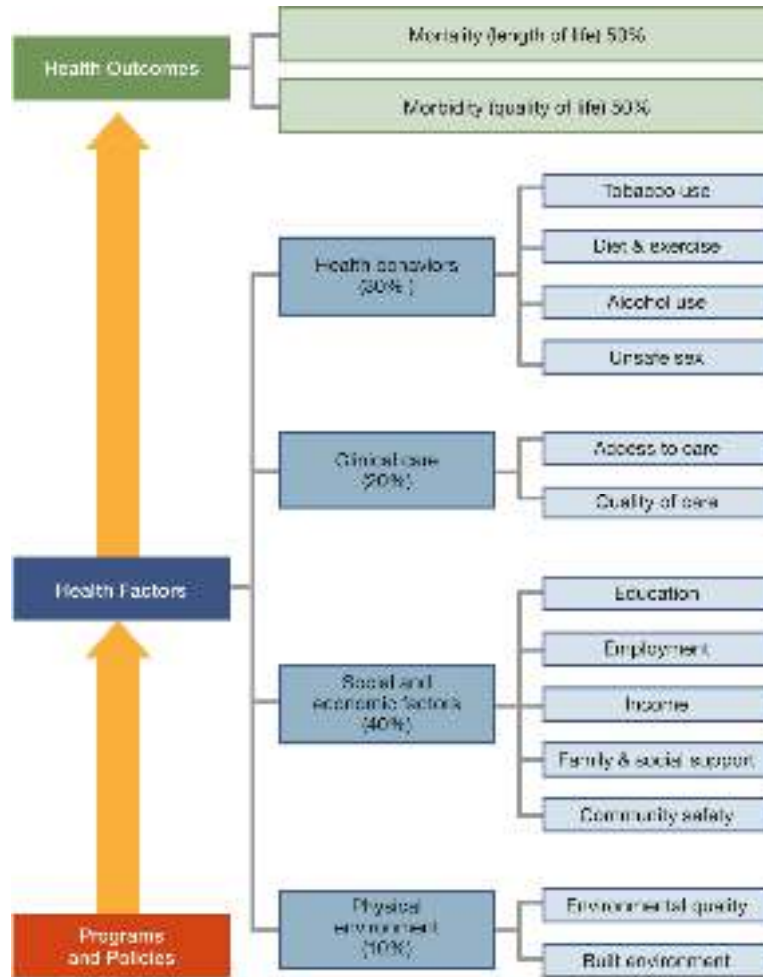 Health Outcomes
Mortality (length of life) 50%
Morbidity (quality of life) 50%
Health behaviors
(30%)
Tobacco use
Diet & exercise
Alcohol use
Unsafe sex
Clinical care
(20%)
Access to care
Quality of care
Health Factors
Social and
economic factors
(40%)
Education
Employment
Income
Family & social support
Community safety
Programs
and Policies
Physical
environment
(10%)
Environmental quality
Built environment